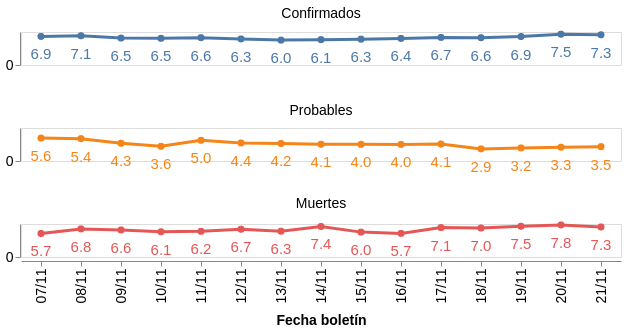 Confirmados
0
6.9 7.1 6.5 6.5 6.6 6.3 6.0 6.1 6.3 6.4 6.7 6.6 6.9 7.5 7.3
Probables
0
5.6 5.4 4.3 3.6 5.0 4.4 4.2 4.1 4.0 4.0 4.1 2.9 3.2 3.3 3.5
Muertes
0
5.7 6.8 6.6 6.1 6.2 6.7 6.3 7.4 6.0 5.7 7.1 7.0 7.5 7.8 7.3
07/11 08/11 09/11 10/11 11/11 12/11 13/11 14/11 15/11 16/11 17/11 18/11 19/11 20/11 21/11
Fecha boletín